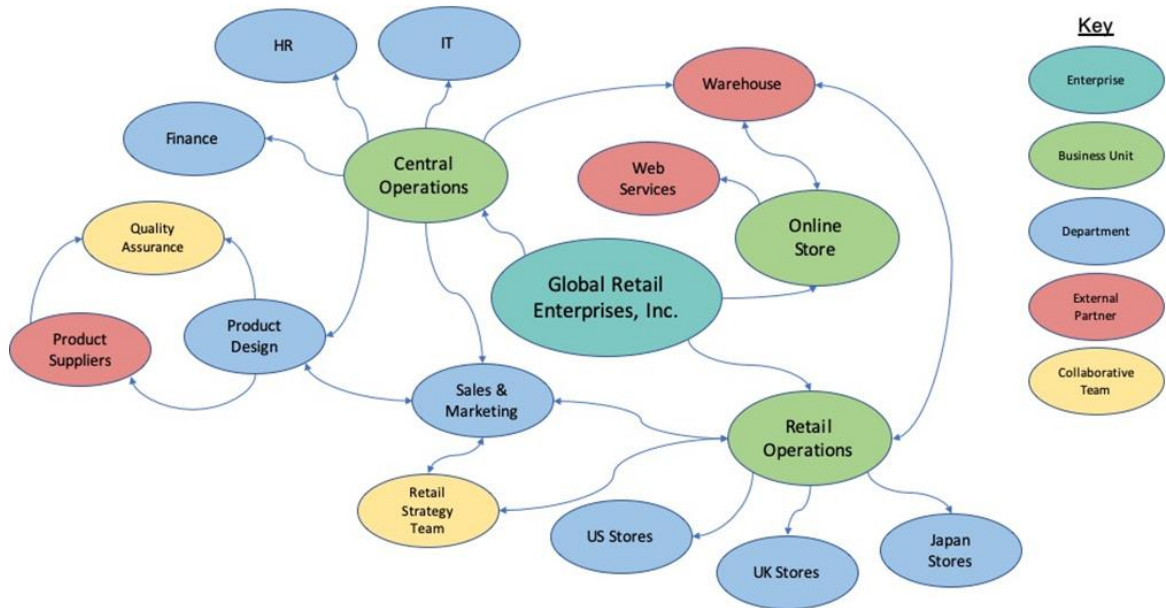 HR
IT
Key
Warehouse
Enterprise
Finance
Central
Operations
Web
Services
Business Unit
Quality
Assurance
Online
Store
Department
Global Retail
Enterprises, Inc.
Product
Suppliers
Product
Design
External
Partner
Sales &
Marketing
Collaborative
Team
Retail
Operations
Retail
Strategy
Team
US Stores
UK Stores
Japan
Stores